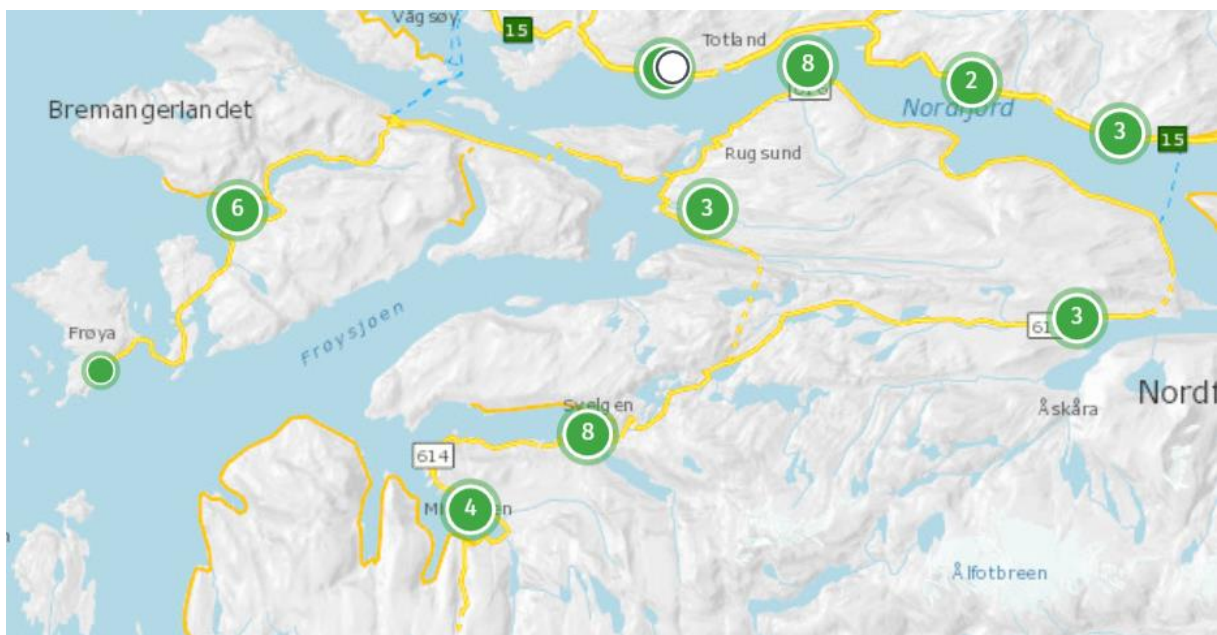 Vågsøy
15
Totland
8
2
Bremangerlandet
Nordfjord
3
15
Rugsund
6
3
Frøysjøen
3
Frøya
Nordf
Åskåra
Svelgen
8
614
4
Ålfotbreen